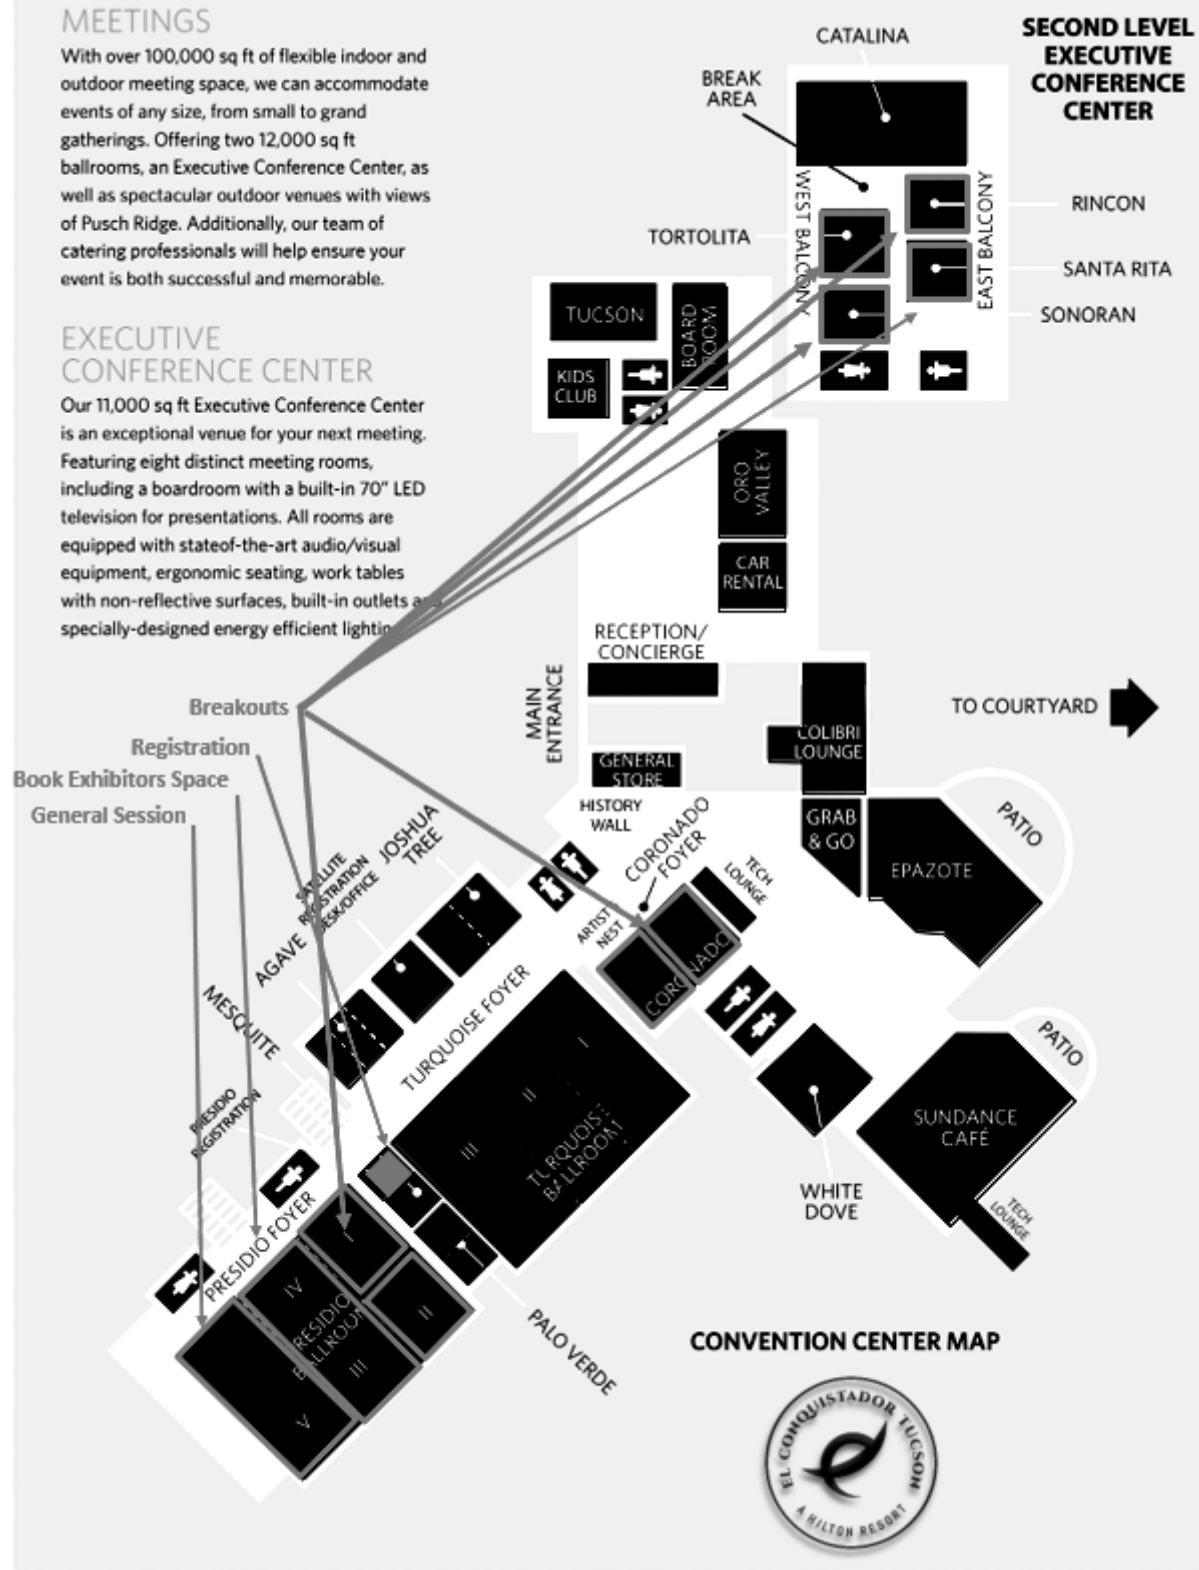 MEETINGS
With over 100,000 sq ft of flexible indoor and
outdoor meeting space, we can accommodate
events of any size, from small to grand
gatherings. Offering two 12,000 sq ft
ballrooms, an Executive Conference Center, as
well as spectacular outdoor venues with views
of Pusch Ridge. Additionally, our team of
catering professionals will help ensure your
event is both successful and memorable.
EXECUTIVE
CONFERENCE CENTER
Our 11,000 sq ft Executive Conference Center
is an exceptional venue for your next meeting.
Featuring eight distinct meeting rooms,
including a boardroom with a built-in 70" LED
television for presentations. All rooms are
equipped with stateof-the-art audio/visual
equipment, ergonomic seating, work tables
with non-reflective surfaces, built-in outlets and
specially-designed energy efficient lighting
SECOND LEVEL
EXECUTIVE
CONFERENCE
CENTER
CATALINA
BREAK
AREA
WEST BALCONY
EAST BALCONY
RINCON
TORTOLITA
SANTA RITA
SONORAN
TUCSON
BOARD
ROOM
KIDS
CLUB
ORO
VALLEY
CAR
RENTAL
RECEPTION/
CONCIERGE
MAIN
ENTRANCE
TO COURTYARD
COLIBRI
LOUNGE
GENERAL
STORE
HISTORY
WALL
GRAB
& GO
EPAZOTE
PATIO
Breakouts
Registration
Book Exhibitors Space
General Session
JOSHUA
TREE
SATELLITE
REGISTRATION
DESK/OFFICE
AGAVE
MESQUITE
CORONADO
FOYER
TECH
LOUNGE
ARTIST
NEST
CORONADO
TURQUOISE FOYER
I
II
III
TURQUOISE
BALLROOM
PRESIDIO
REGISTRATION
PRESIDIO FOYER
I
II
III
IV
V
PRESIDIO
BALLROOM
PALO VERDE
WHITE
DOVE
SUNDANCE
CAFÉ
PATIO
TECH
LOUNGE
CONVENTION CENTER MAP
EL CONQUISTADOR TUCSON
A HILTON RESORT